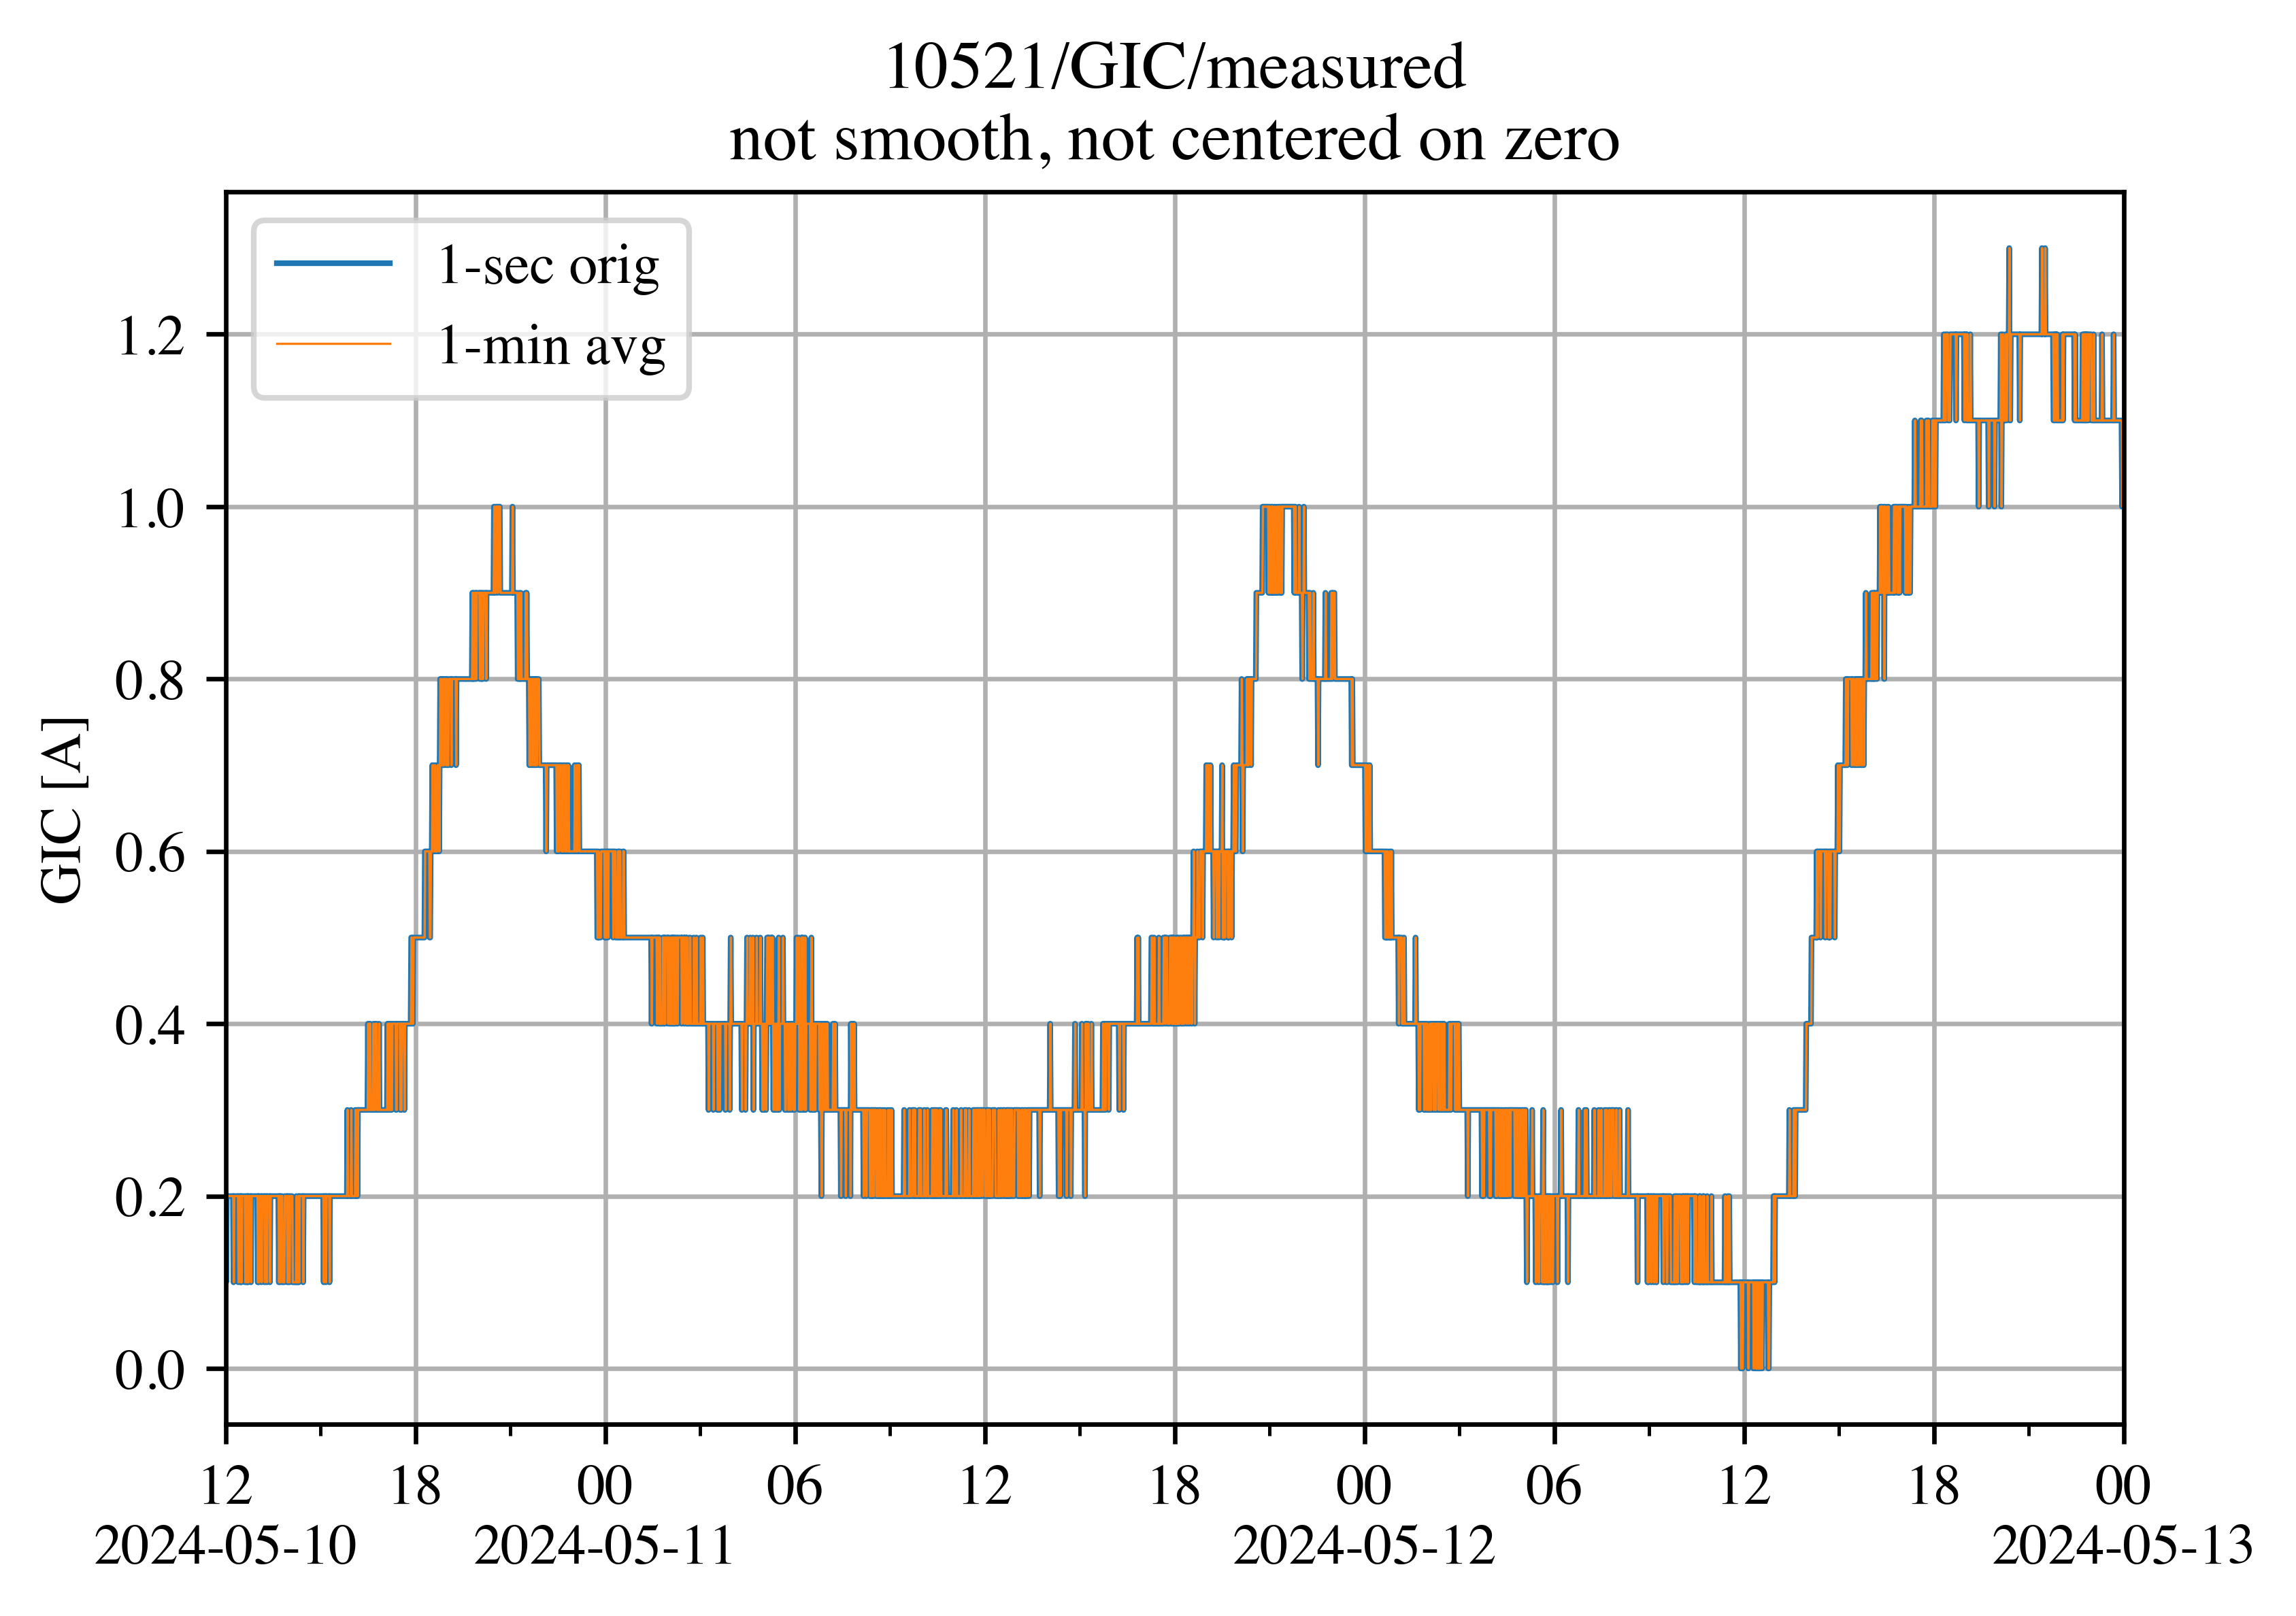 10521/GIC/measured
not smooth, not centered on zero
1-sec orig
1-min avg
1.2
1.0
0.8
0.6
0.4
0.2
0.0
GIC [A]
12 18 00 06 12 18 00 06 12 18 00
2024-05-10 2024-05-11 2024-05-12 2024-05-13